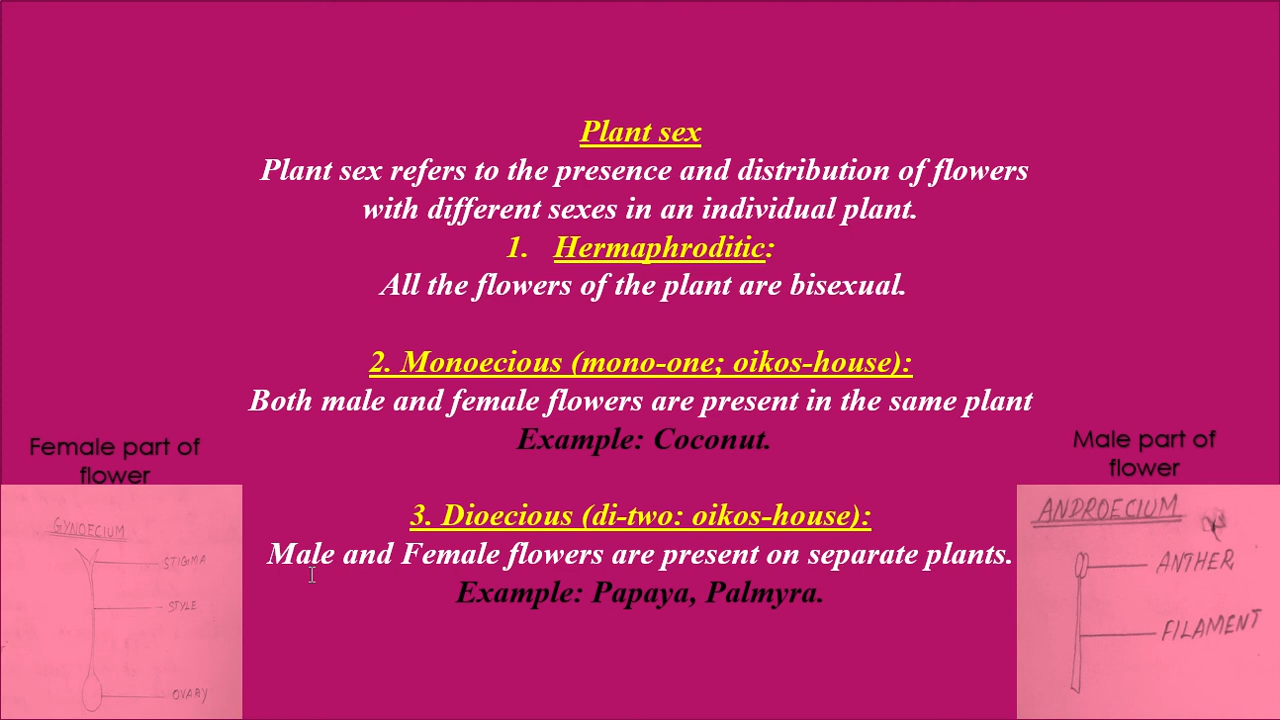 Plant sex
Plant sex refers to the presence and distribution of flowers
with different sexes in an individual plant.
1. Hermaphroditic:
All the flowers of the plant are bisexual.
2. Monoecious (mono-one; oikos-house):
Both male and female flowers are present in the same plant
Example: Coconut.
3. Dioecious (di-two: oikos-house):
Male and Female flowers are present on separate plants.
Example: Papaya, Palmyra.
Female part of
flower
GYNOECIUM
STIGMA
STYLE
OVARY
Male part of
flower
ANDROECIUM
ANTHER
FILAMENT